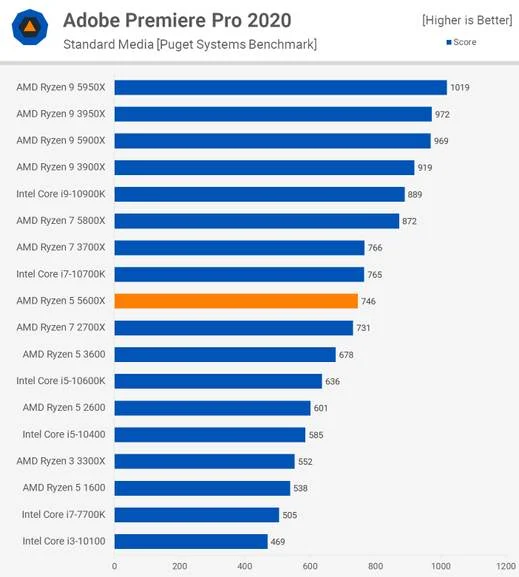 Adobe Premiere Pro 2020
[Higher is Better]
Standard Media [Puget Systems Benchmark]
Score
AMD Ryzen 9 5950X 1019
AMD Ryzen 9 3950X 972
AMD Ryzen 9 5900X 969
AMD Ryzen 9 3900X 919
Intel Core i9-10900K 889
AMD Ryzen 7 5800X 872
AMD Ryzen 7 3700X 766
Intel Core i7-10700K 765
AMD Ryzen 5 5600X 746
AMD Ryzen 7 2700X 731
AMD Ryzen 5 3600 678
Intel Core i5-10600K 636
AMD Ryzen 5 2600 601
Intel Core i5-10400 585
AMD Ryzen 3 3300X 552
AMD Ryzen 5 1600 538
Intel Core i7-7700K 505
Intel Core i3-10100 469
0 200 400 600 800 1000 1200